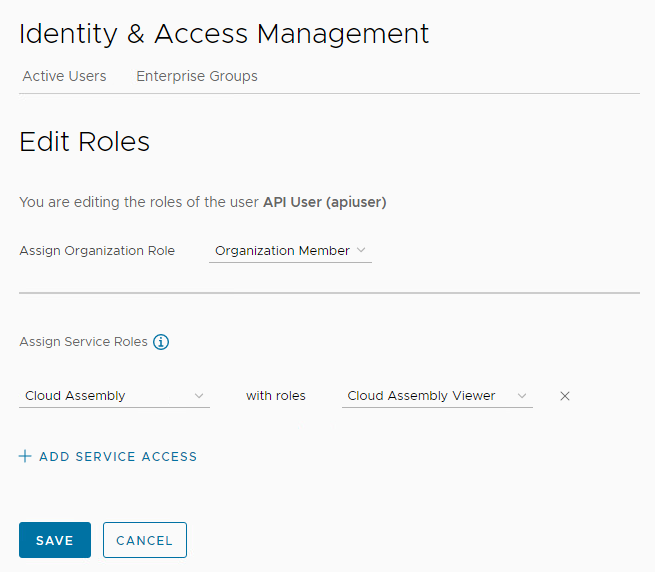 Identity & Access Management
Active Users Enterprise Groups
Edit Roles
You are editing the roles of the user API User (apiuser)
Assign Organization Role Organization Member
Assign Service Roles
Cloud Assembly with roles Cloud Assembly Viewer
ADD SERVICE ACCESS
SAVE CANCEL